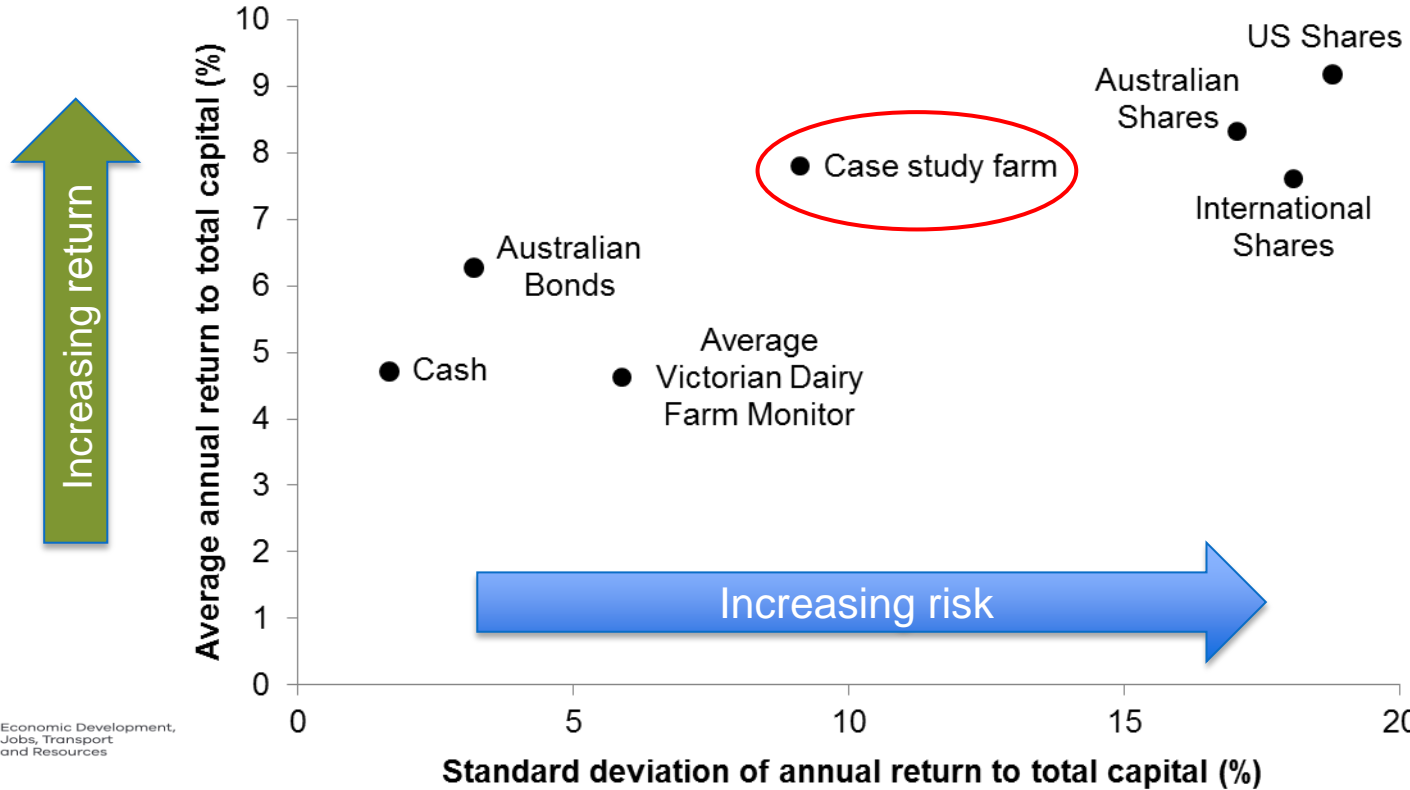 Increasing return
Average annual return to total capital (%)
10
9
8
7
6
5
4
3
2
1
0
US Shares
Australian
Shares
Case study farm
International
Shares
Australian
Bonds
Cash
Average
Victorian Dairy
Farm Monitor
Increasing risk
0
5
10
15
20
Standard deviation of annual return to total capital (%)
Economic Development,
Jobs, Transport
and Resources